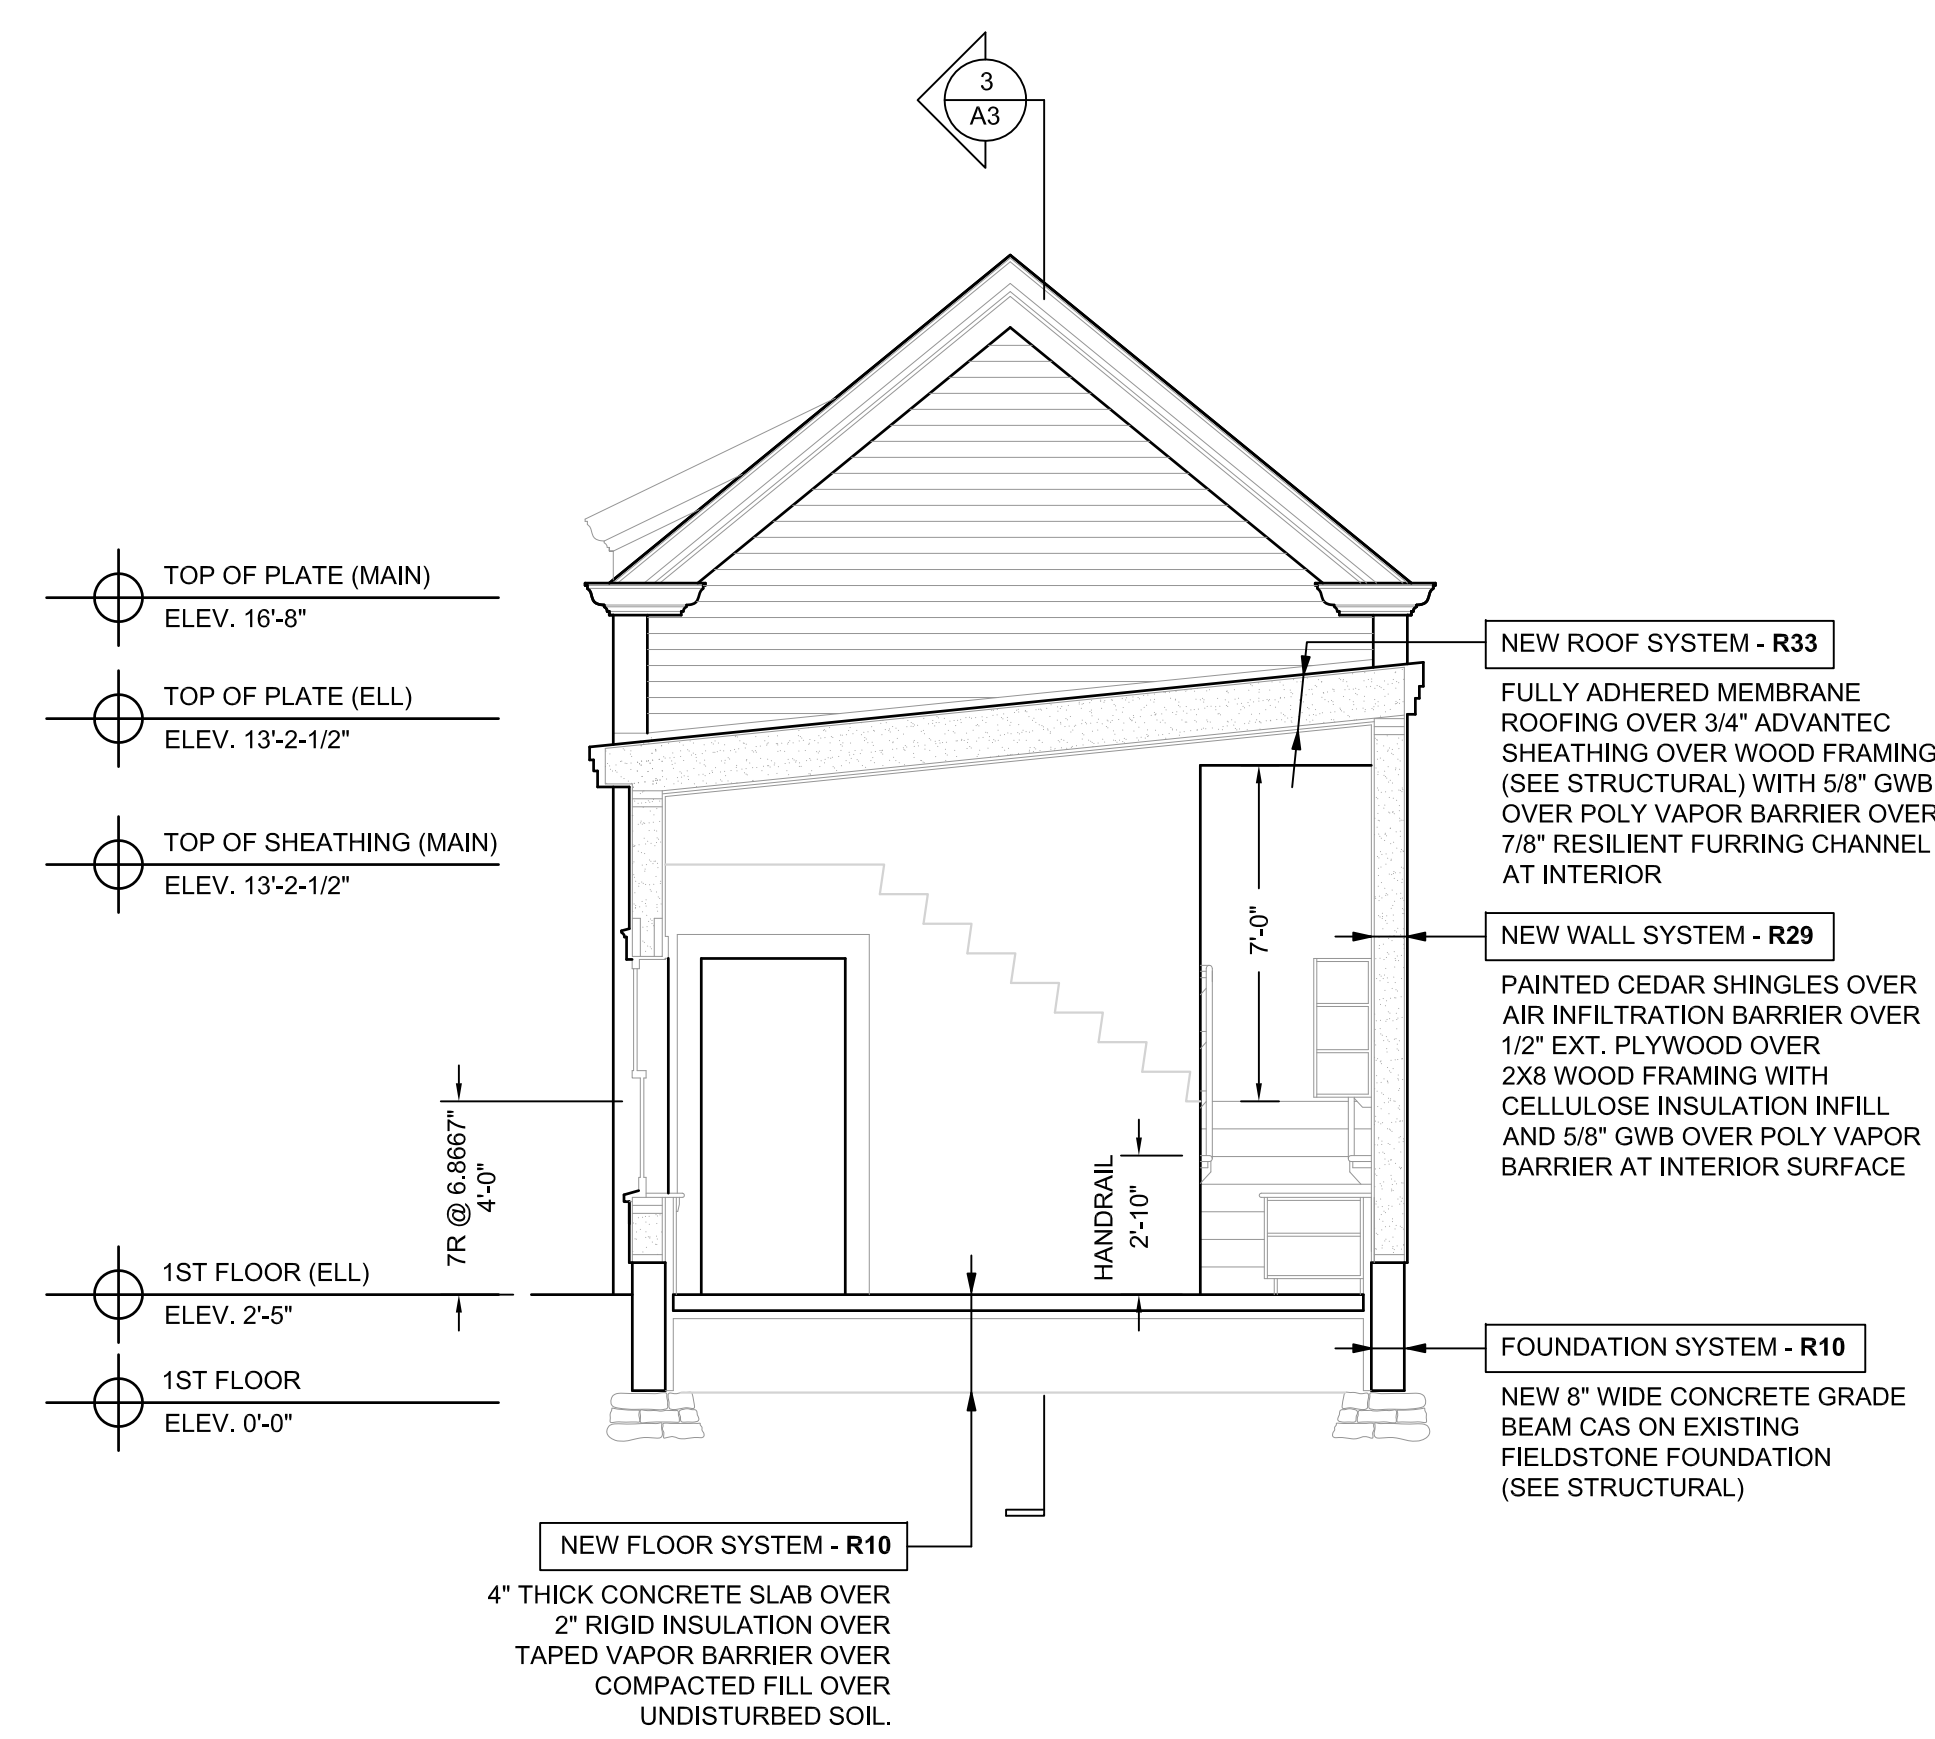 3
A3
TOP OF PLATE (MAIN)
ELEV. 16'-8"
TOP OF PLATE (ELL)
ELEV. 13'-2-1/2"
TOP OF SHEATHING (MAIN)
ELEV. 13'-2-1/2"
1ST FLOOR (ELL)
ELEV. 2'-5"
1ST FLOOR
ELEV. 0'-0"
7R @ 6.8667"
4'-0"
HANDRAIL
2'-10"
7'-0"
NEW ROOF SYSTEM - R33
FULLY ADHERED MEMBRANE
ROOFING OVER 3/4" ADVANTEC
SHEATHING OVER WOOD FRAMING
(SEE STRUCTURAL) WITH 5/8" GWB
OVER POLY VAPOR BARRIER OVER
7/8" RESILIENT FURRING CHANNEL
AT INTERIOR
NEW WALL SYSTEM - R29
PAINTED CEDAR SHINGLES OVER
AIR INFILTRATION BARRIER OVER
1/2" EXT. PLYWOOD OVER
2X8 WOOD FRAMING WITH
CELLULOSE INSULATION INFILL
AND 5/8" GWB OVER POLY VAPOR
BARRIER AT INTERIOR SURFACE
FOUNDATION SYSTEM - R10
NEW 8" WIDE CONCRETE GRADE
BEAM CAS ON EXISTING
FIELDSTONE FOUNDATION
(SEE STRUCTURAL)
NEW FLOOR SYSTEM - R10
4" THICK CONCRETE SLAB OVER
2" RIGID INSULATION OVER
TAPED VAPOR BARRIER OVER
COMPACTED FILL OVER
UNDISTURBED SOIL.